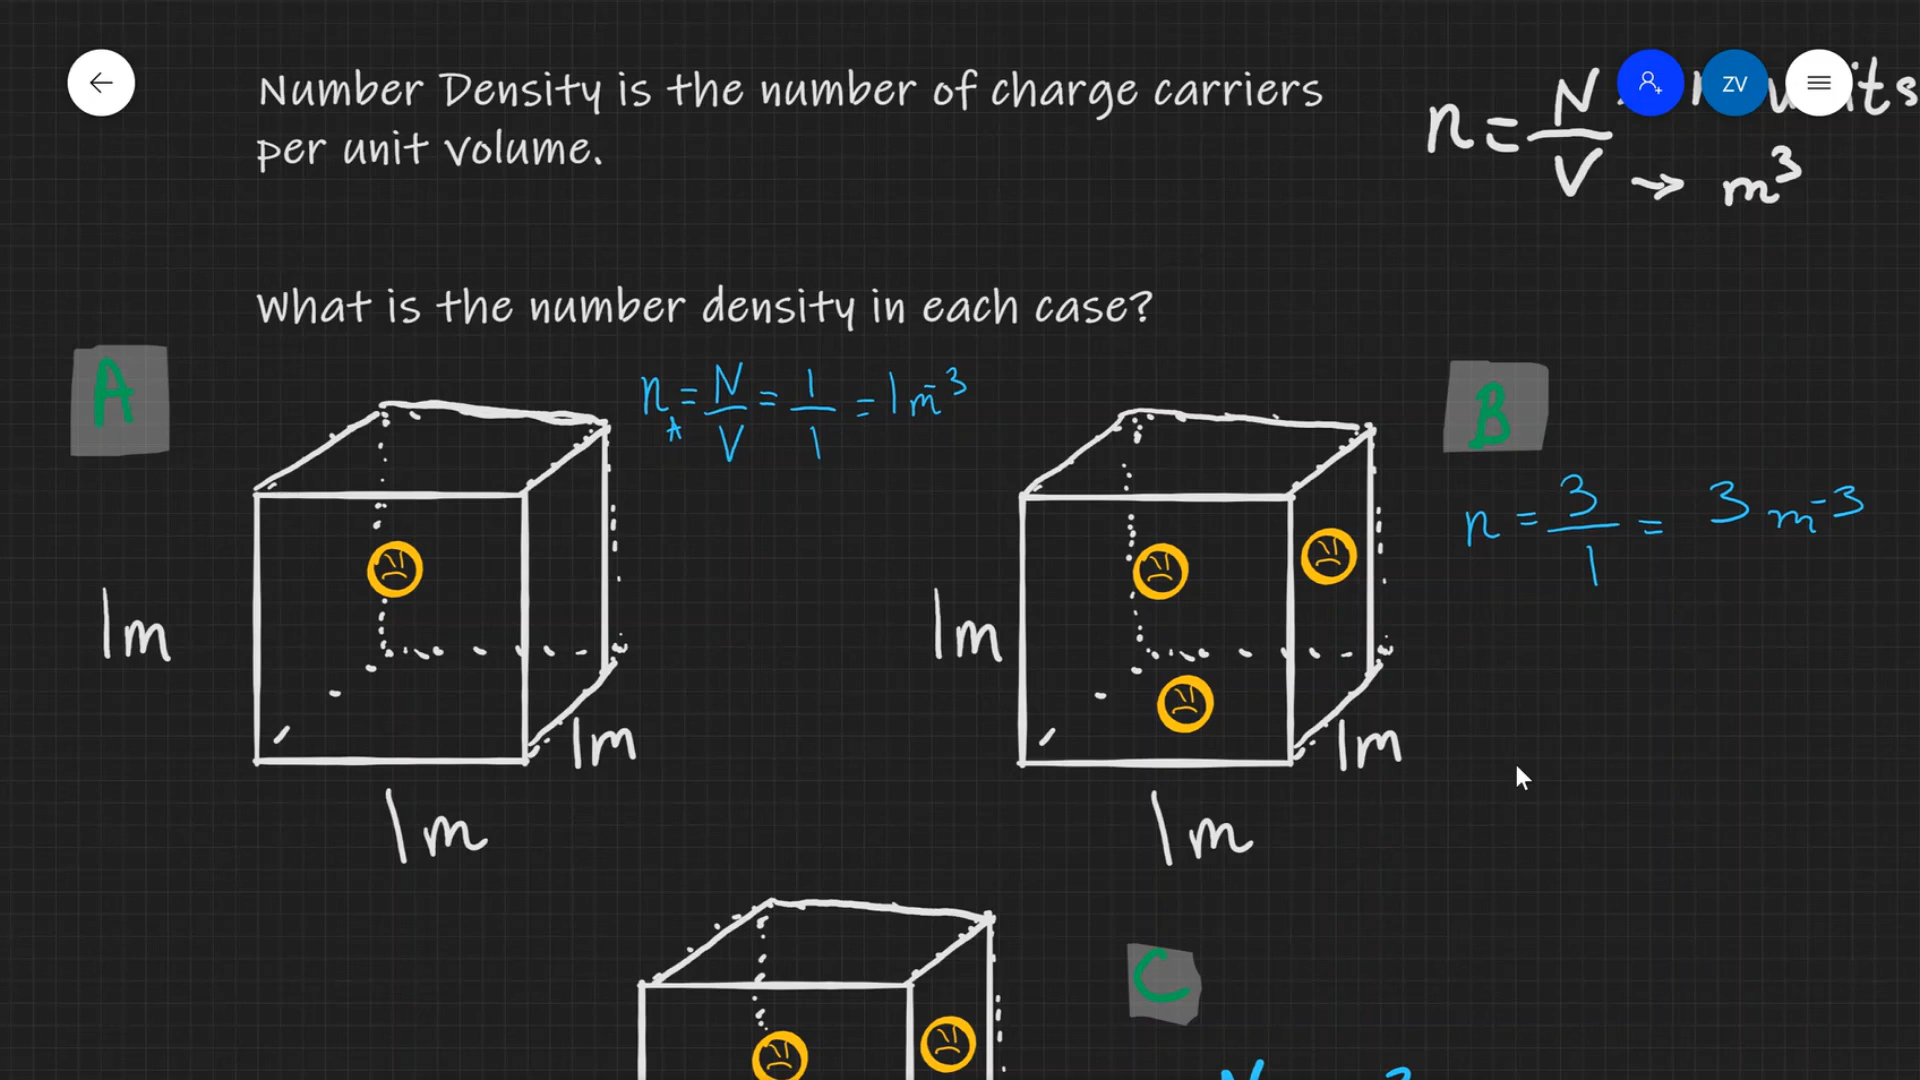 Number Density is the number of charge carriers
per unit volume.
n = N/V → m³
ZV
What is the number density in each case?
A
n_A = N/V = 1/1 = 1 m⁻³
B
n = 3/1 = 3 m⁻³
1m
1m
1m
1m
1m
1m
C